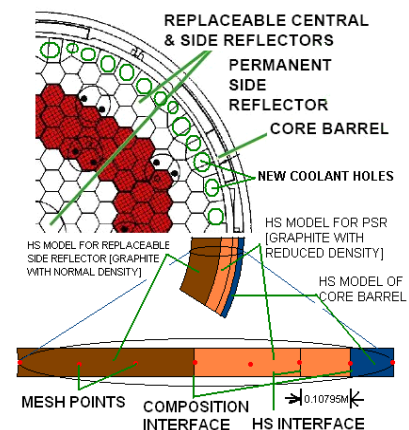 REPLACEABLE CENTRAL
& SIDE REFLECTORS
PERMANENT
SIDE
REFLECTOR
CORE BARREL
NEW COOLANT HOLES
HS MODEL FOR REPLACEABLE
SIDE REFLECTOR [GRAPHITE
WITH NORMAL DENSITY]
HS MODEL FOR PSR
[GRAPHITE WITH
REDUCED DENSITY]
HS MODEL OF
CORE BARREL
0.10795M
MESH POINTS
COMPOSITION
INTERFACE
HS INTERFACE